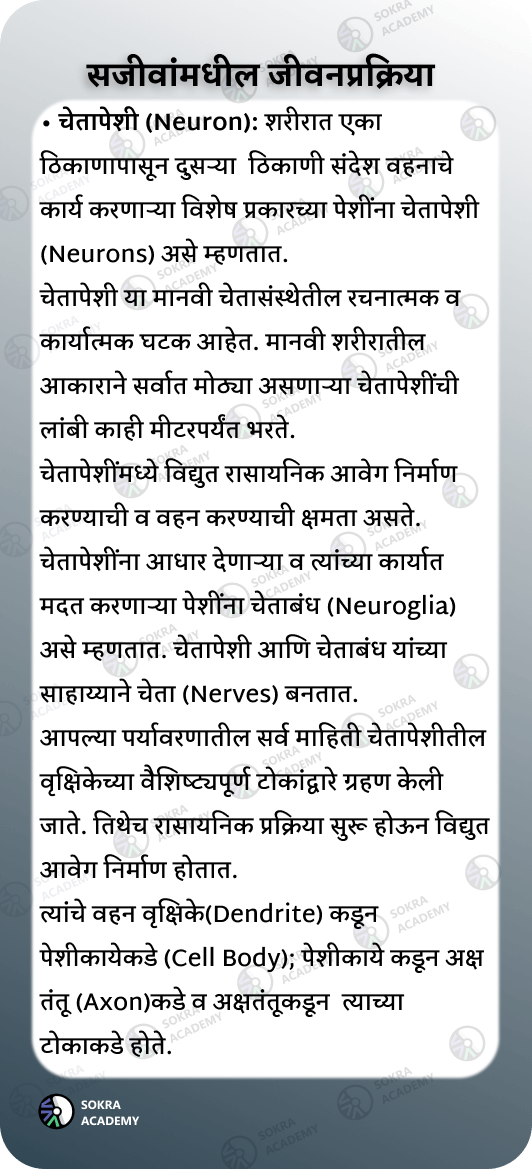 सजीवांमधील जीवनप्रक्रिया
• चेतापेशी (Neuron): शरीरात एका
ठिकाणापासून दुसऱ्या ठिकाणी संदेश वहनाचे
कार्य करणाऱ्या विशेष प्रकारच्या पेशींना चेतापेशी
(Neurons) असे म्हणतात.
चेतापेशी या मानवी चेतासंस्थेतील रचनात्मक व
कार्यात्मक घटक आहेत. मानवी शरीरातील
आकाराने सर्वात मोठ्या असणाऱ्या चेतापेशींची
लांबी काही मीटरपर्यंत भरते.
चेतापेशींमध्ये विद्युत रासायनिक आवेग निर्माण
करण्याची व वहन करण्याची क्षमता असते.
चेतापेशींना आधार देणाऱ्या व त्यांच्या कार्यात
मदत करणाऱ्या पेशींना चेताबंध (Neuroglia)
असे म्हणतात. चेतापेशी आणि चेताबंध यांच्या
साहाय्याने चेता (Nerves) बनतात.
आपल्या पर्यावरणातील सर्व माहिती चेतापेशीतील
वृक्षिकेच्या वैशिष्ट्यपूर्ण टोकांद्वारे ग्रहण केली
जाते. तिथेच रासायनिक प्रक्रिया सुरू होऊन विद्युत
आवेग निर्माण होतात.
त्यांचे वहन वृक्षिके(Dendrite) कडून
पेशीकायेकडे (Cell Body); पेशीकाये कडून अक्ष
तंतू (Axon)कडे व अक्षतंतूकडून त्याच्या
टोकाकडे होते.
SOKRA
ACADEMY